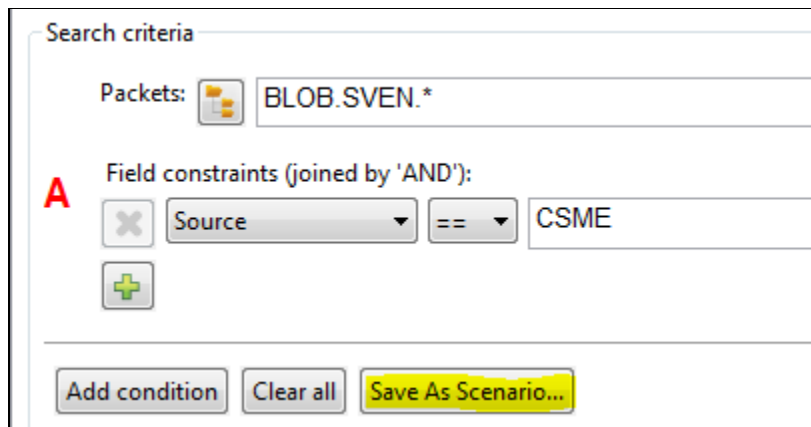 Search criteria
Packets: BLOB.SVEN.*
A
Field constraints (joined by 'AND'):
Source == CSME
Add condition Clear all Save As Scenario...